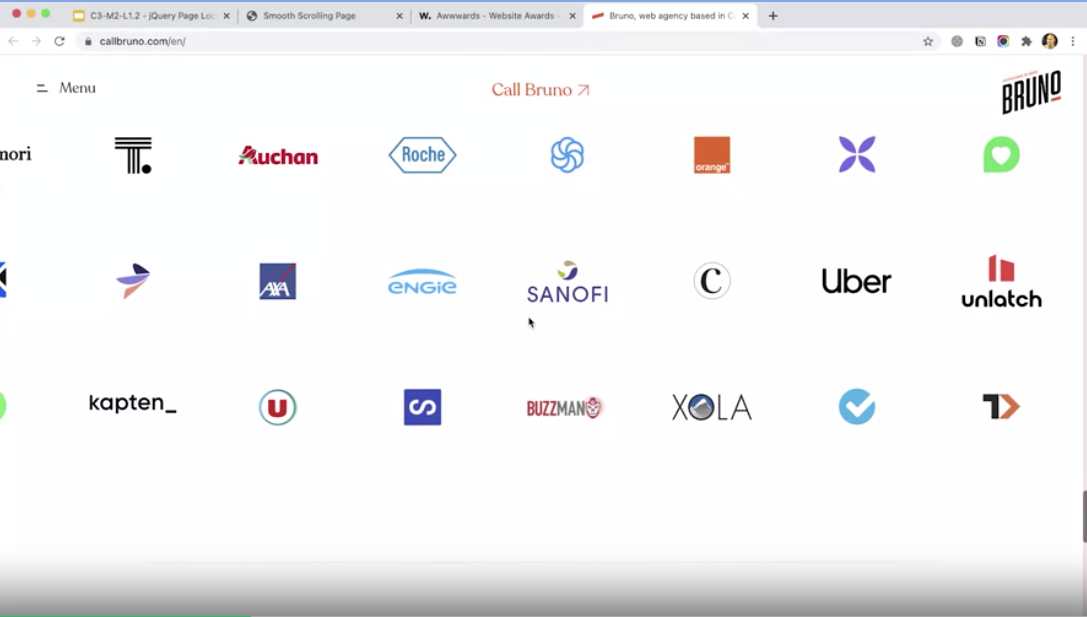 C3-M2-L1.2 - jQuery Page Loc
Smooth Scrolling Page
W. Awwwards - Website Awards -
Bruno, web agency based in C
callbruno.com/en/
Menu
Call Bruno
BRUNO
mori
T.
Auchan
Roche
orange
AXA
ENGIE
SANOFI
C
Uber
unlatch
kapten_
U
BUZZMAN
XOLA